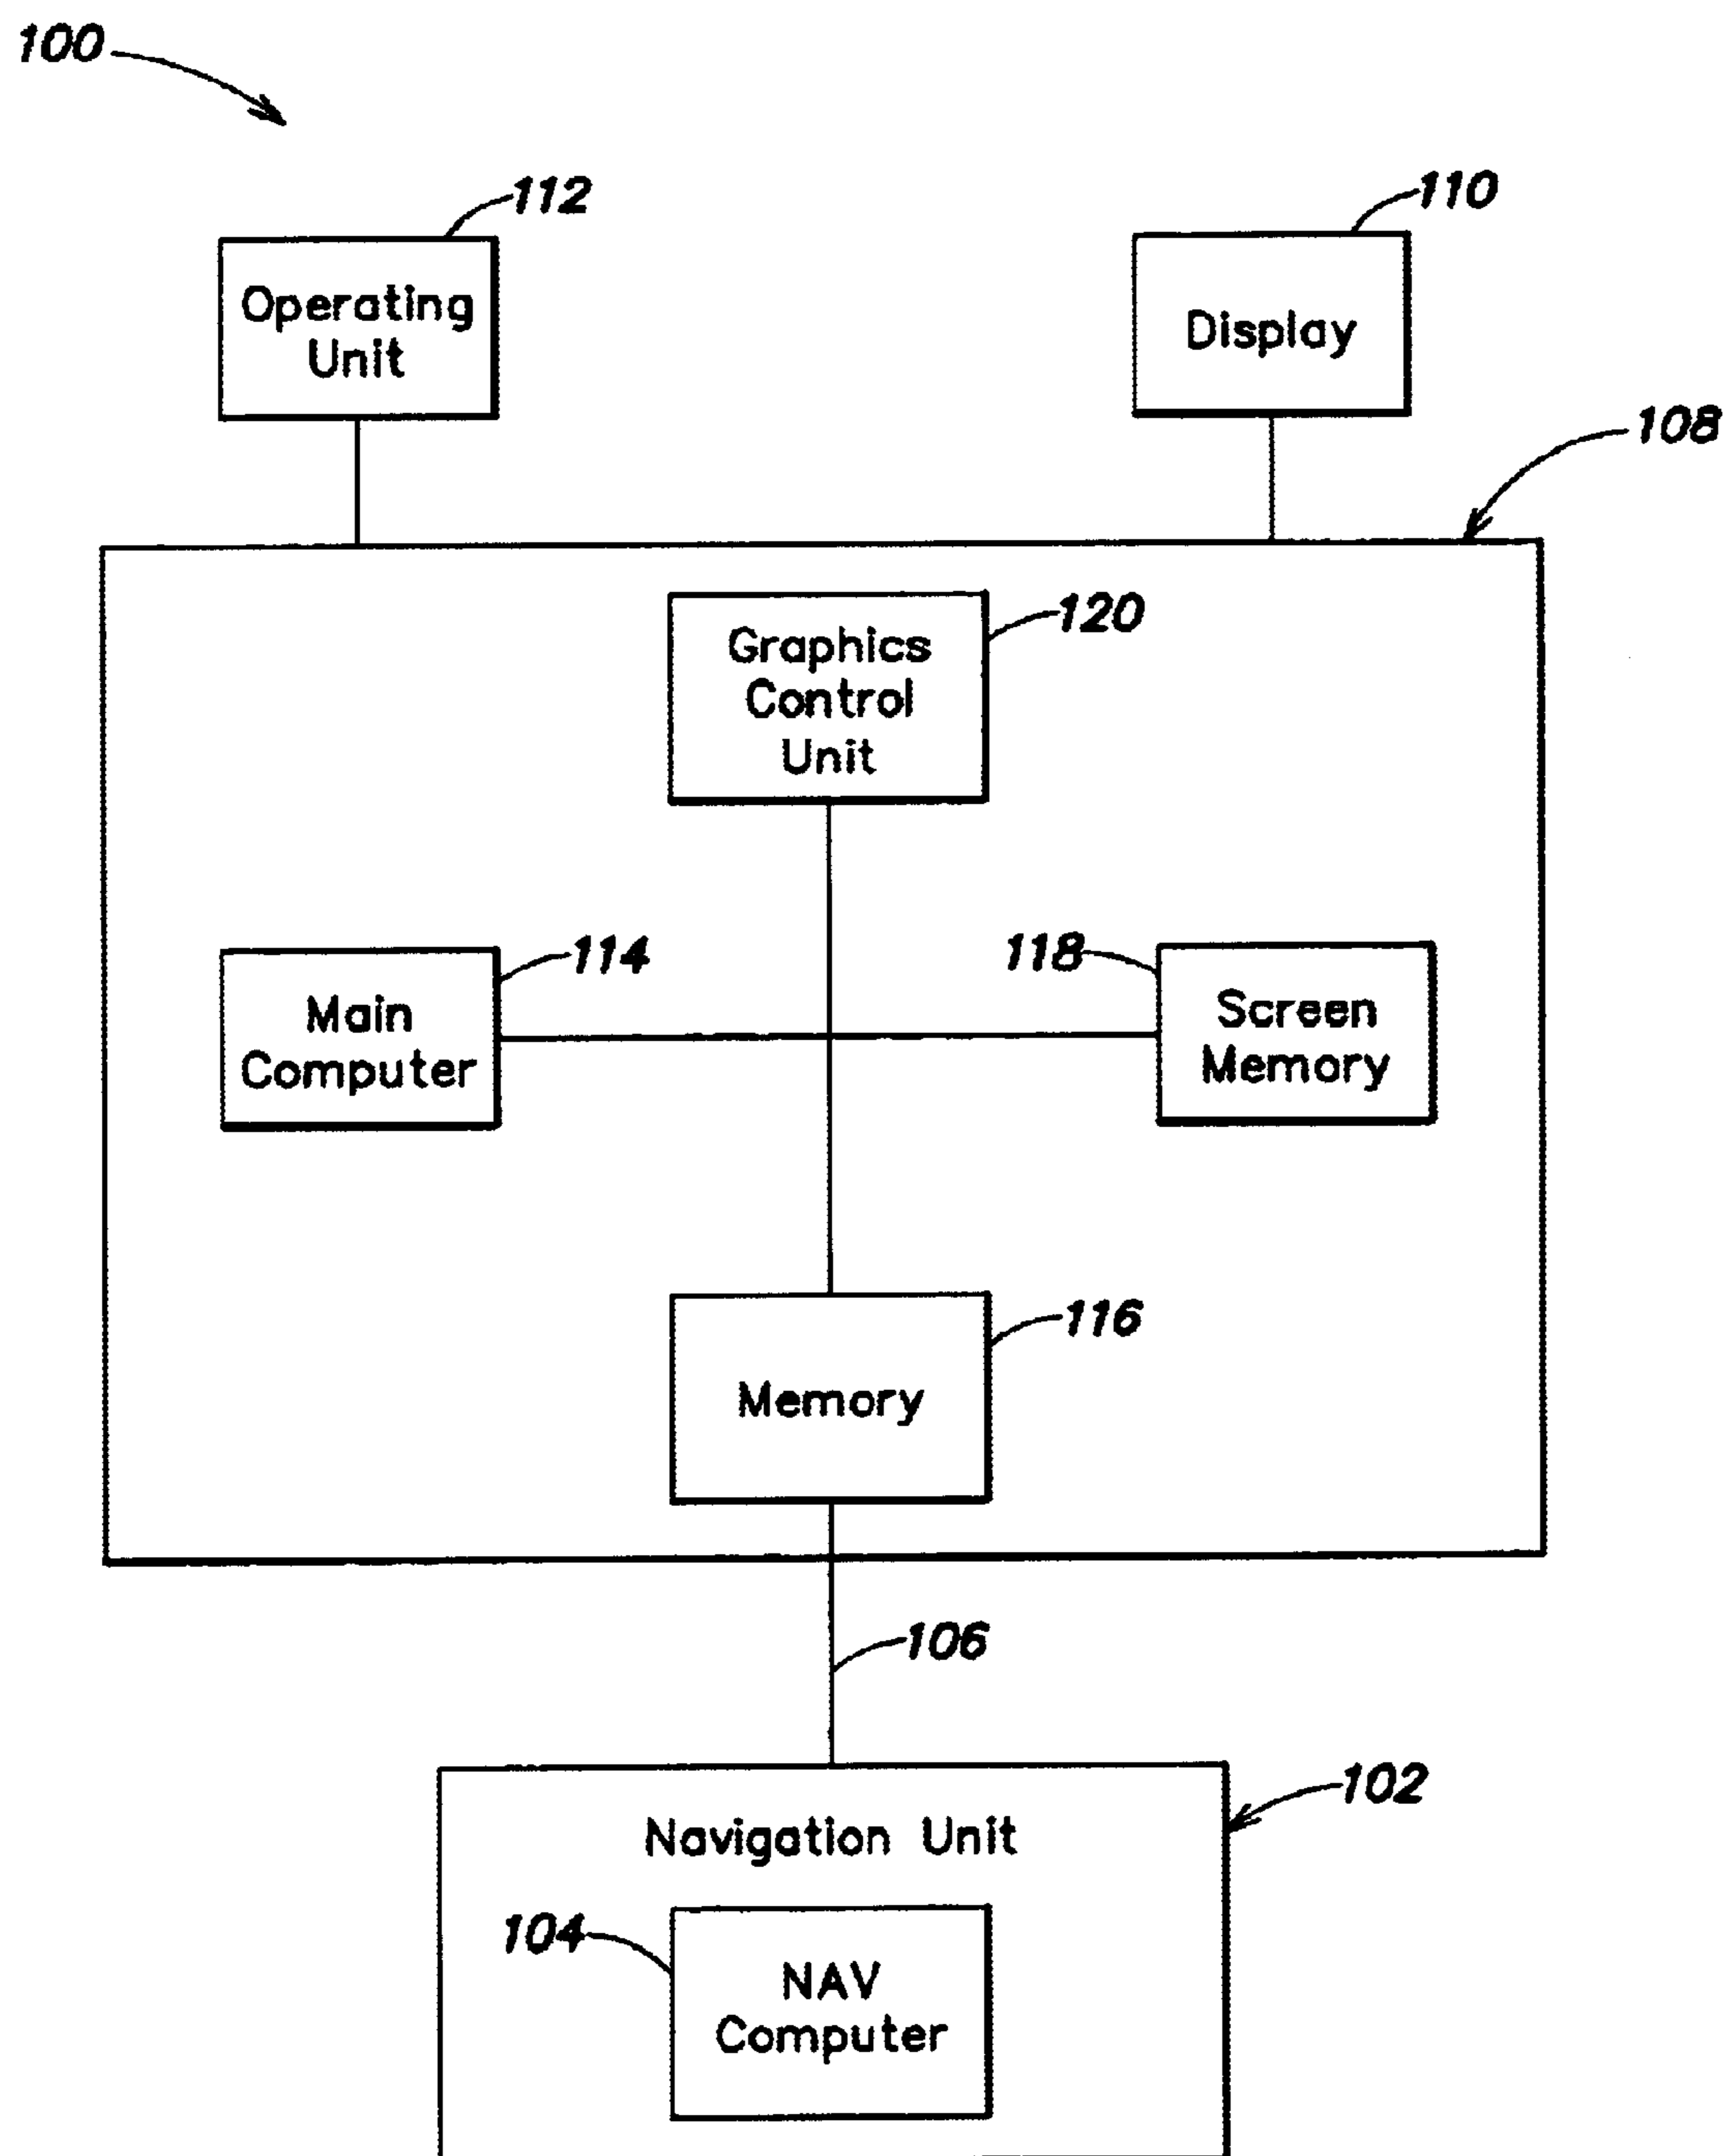 100
112
110
Operating
Unit
Display
108
120
Graphics
Control
Unit
114
118
Main
Computer
Screen
Memory
116
Memory
106
102
Navigation Unit
104
NAV
Computer